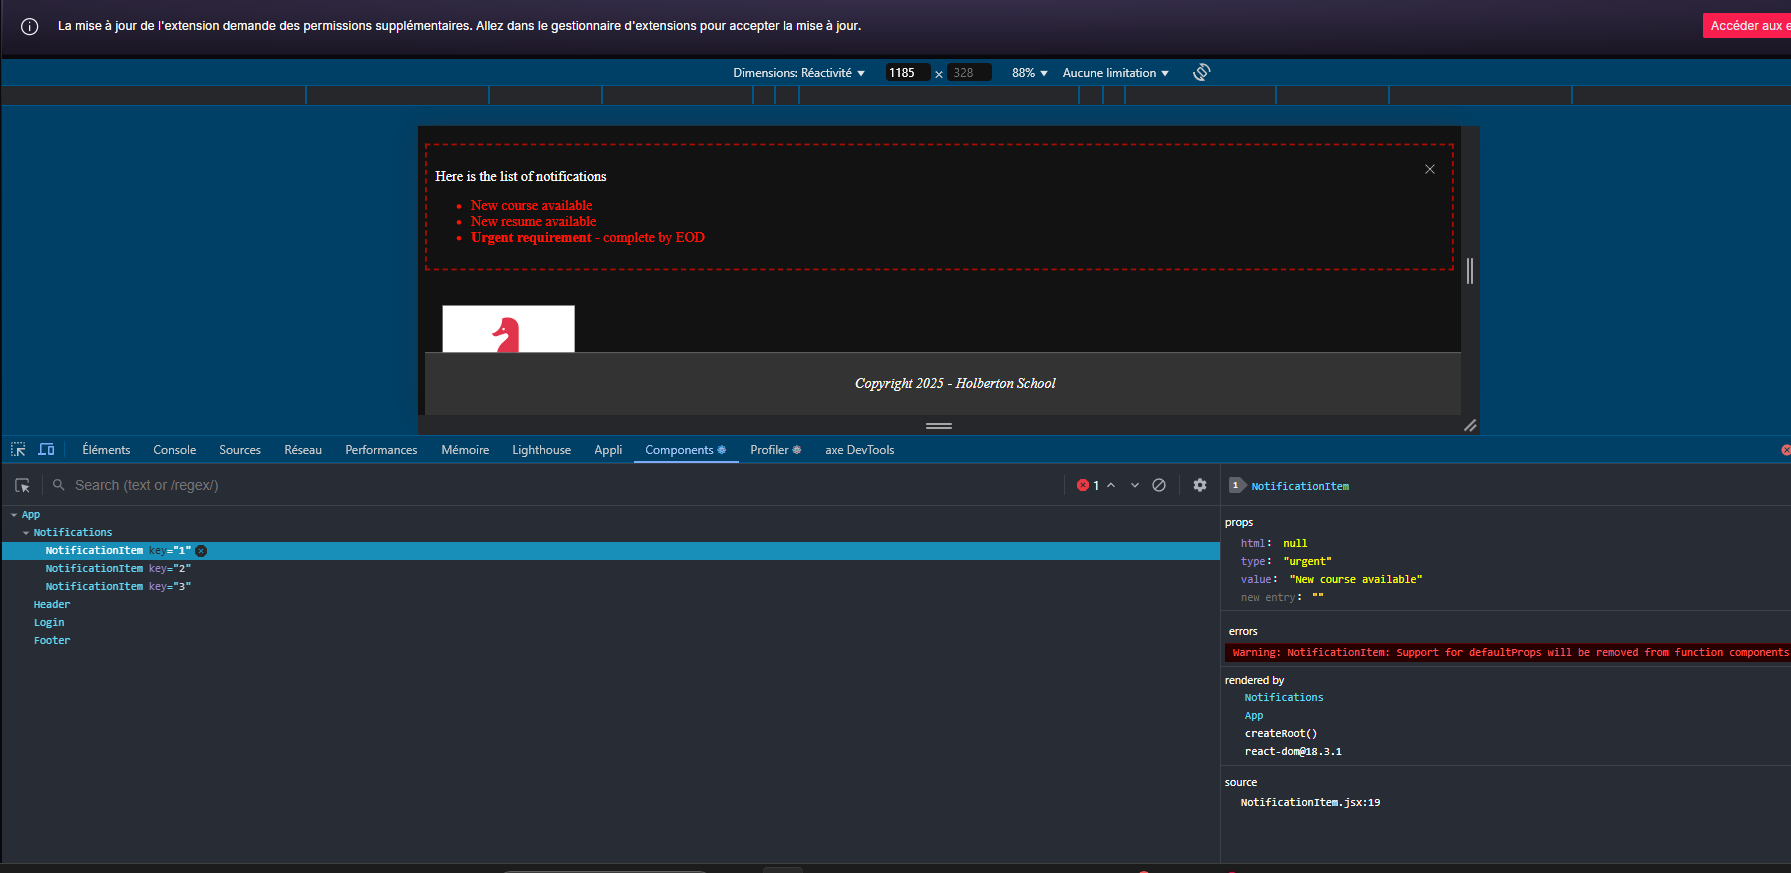 La mise à jour de l'extension demande des permissions supplémentaires. Allez dans le gestionnaire d'extensions pour accepter la mise à jour.
Accéder aux e
Dimensions: Réactivité 1185 × 328 88% Aucune limitation
Here is the list of notifications
New course available
New resume available
Urgent requirement - complete by EOD
Copyright 2025 - Holberton School
Éléments Console Sources Réseau Performances Mémoire Lighthouse Appli Components Profiler axe DevTools
Search (text or /regex/)
1
App
Notifications
NotificationItem key="1"
NotificationItem key="2"
NotificationItem key="3"
Header
Login
Footer
1 NotificationItem
props
html: null
type: "urgent"
value: "New course available"
new entry: ""
errors
Warning: NotificationItem: Support for defaultProps will be removed from function components
rendered by
Notifications
App
createRoot()
react-dom@18.3.1
source
NotificationItem.jsx:19